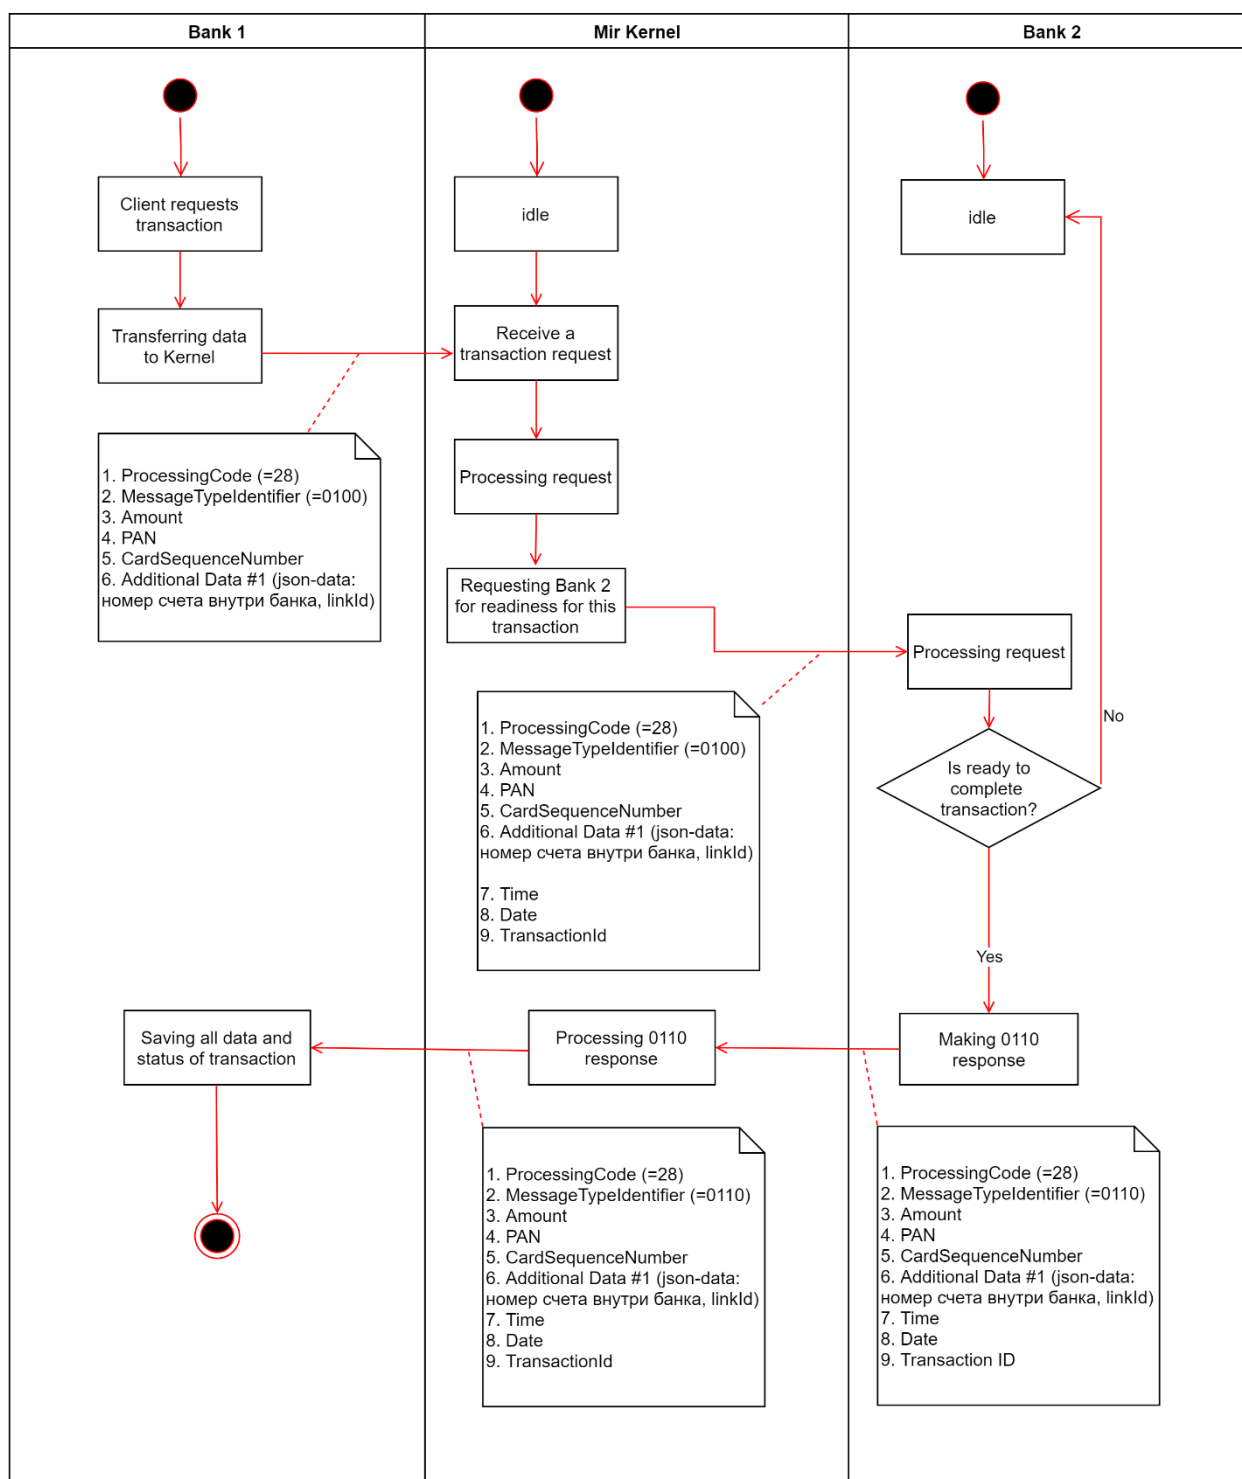 Bank 1
Mir Kernel
Bank 2
Client requests
transaction
idle
idle
Transferring data
to Kernel
Receive a
transaction request
1. ProcessingCode (=28)
2. MessageTypeIdentifier (=0100)
3. Amount
4. PAN
5. CardSequenceNumber
6. Additional Data #1 (json-data:
номер счета внутри банка, linkId)
Processing request
Requesting Bank 2
for readiness for this
transaction
Processing request
No
1. ProcessingCode (=28)
2. MessageTypeIdentifier (=0100)
3. Amount
4. PAN
5. CardSequenceNumber
6. Additional Data #1 (json-data:
номер счета внутри банка, linkId)
7. Time
8. Date
9. TransactionId
Is ready to
complete
transaction?
Yes
Saving all data and
status of transaction
Processing 0110
response
Making 0110
response
1. ProcessingCode (=28)
2. MessageTypeIdentifier (=0110)
3. Amount
4. PAN
5. CardSequenceNumber
6. Additional Data #1 (json-data:
номер счета внутри банка, linkId)
7. Time
8. Date
9. TransactionId
1. ProcessingCode (=28)
2. MessageTypeIdentifier (=0110)
3. Amount
4. PAN
5. CardSequenceNumber
6. Additional Data #1 (json-data:
номер счета внутри банка, linkId)
7. Time
8. Date
9. Transaction ID